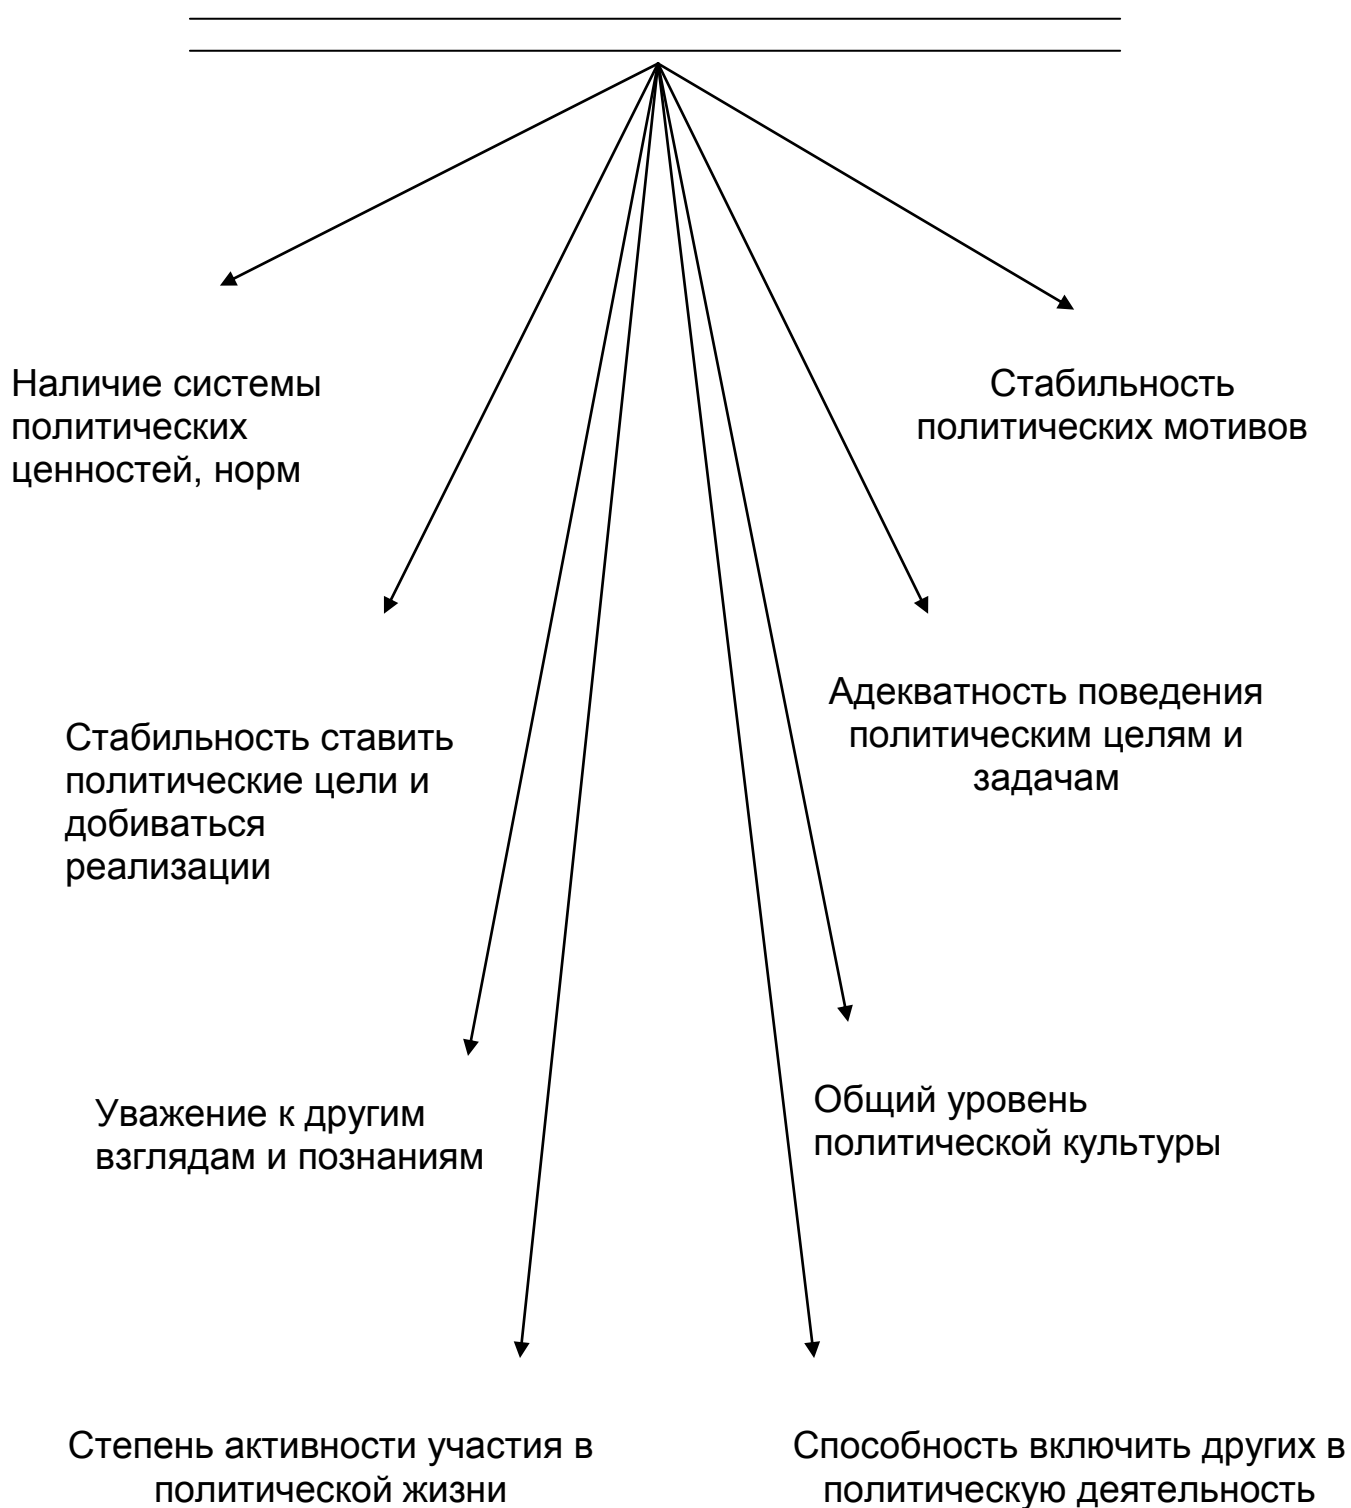 Наличие системы
политических
ценностей, норм
Стабильность
политических мотивов
Стабильность ставить
политические цели и
добиваться
реализации
Адекватность поведения
политическим целям и
задачам
Уважение к другим
взглядам и познаниям
Общий уровень
политической культуры
Степень активности участия в
политической жизни
Способность включить других в
политическую деятельность